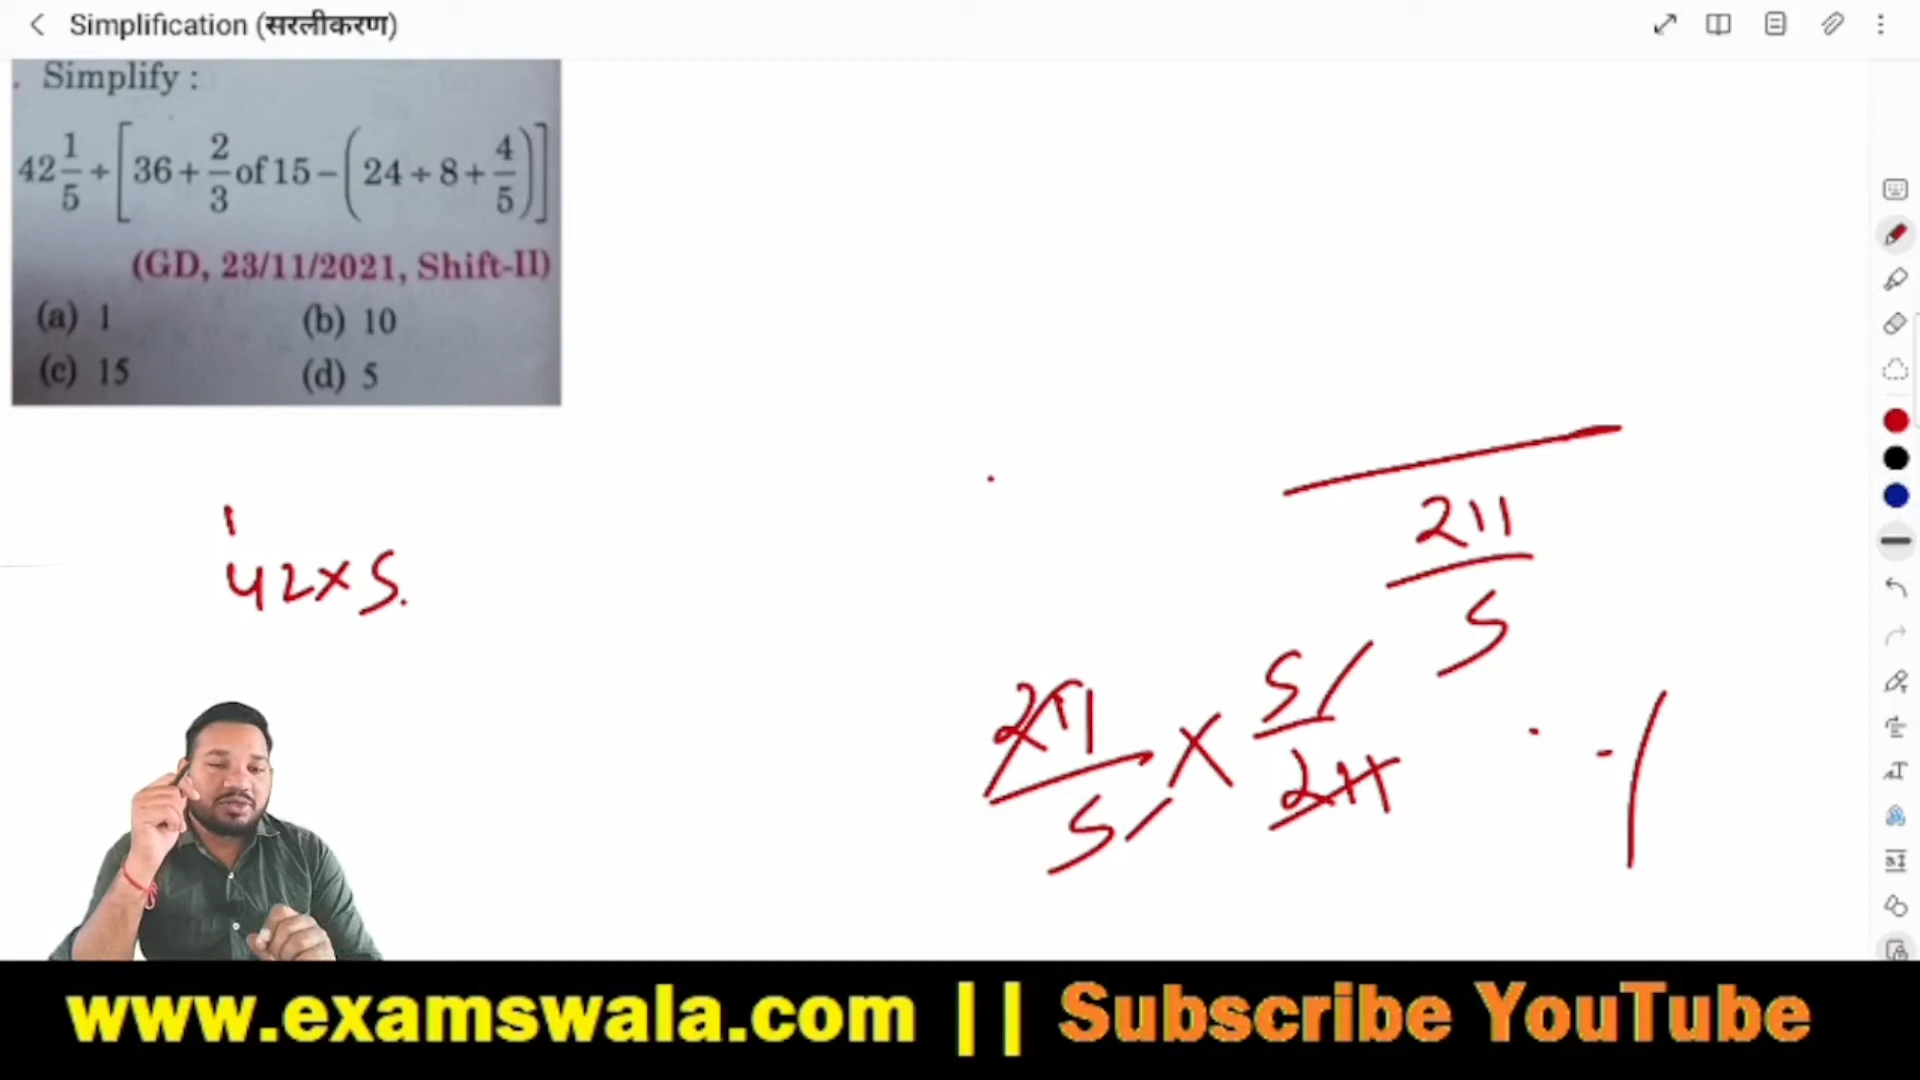 Simplification (सरलीकरण)
. Simplify :
42 1/5 ÷ [36 + 2/3 of 15 − (24 ÷ 8 + 4/5)]
(GD, 23/11/2021, Shift-II)
(a) 1 (b) 10
(c) 15 (d) 5
1
42×5.
211/5
211/5 × 5/211
1
www.examswala.com || Subscribe YouTube